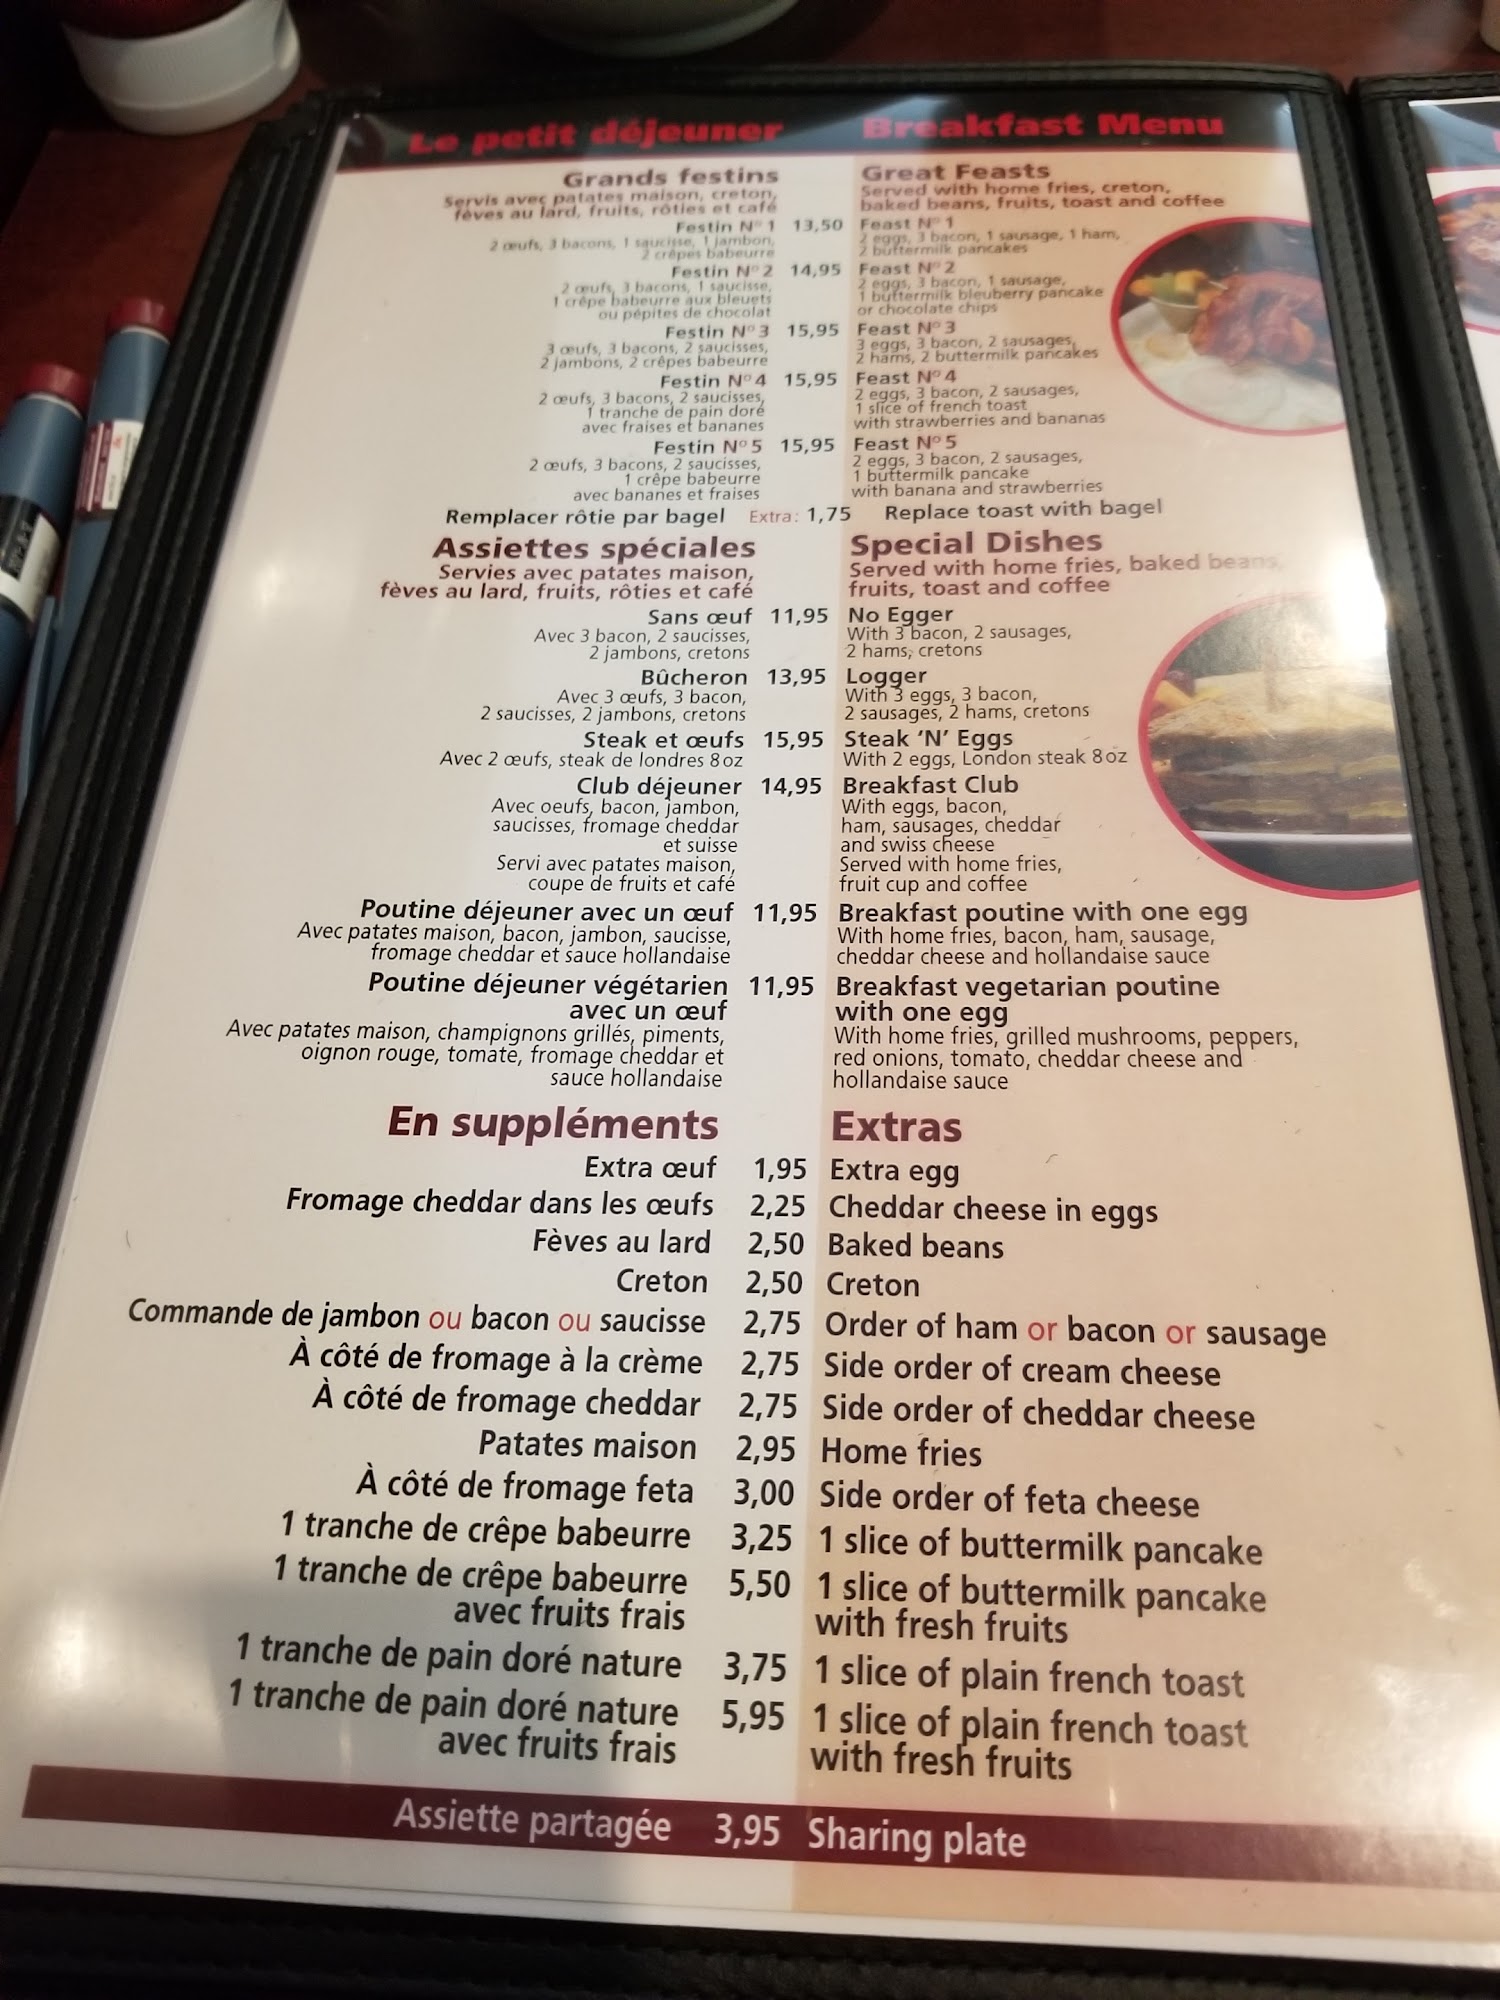 Le petit déjeuner Breakfast Menu
Grands festins Great Feasts
Servis avec patates maison, creton, Served with home fries, creton,
fèves au lard, fruits, rôties et café baked beans, fruits, toast and coffee
Festin Nº 1 13,50 Feast Nº 1
2 œufs, 3 bacons, 1 saucisse, 1 jambon, 2 eggs, 3 bacon, 1 sausage, 1 ham,
2 crêpes babeurre 2 buttermilk pancakes
Festin Nº 2 14,95 Feast Nº 2
2 œufs, 3 bacons, 1 saucisse, 2 eggs, 3 bacon, 1 sausage,
1 crêpe babeurre aux bleuets 1 buttermilk bleuberry pancake
ou pépites de chocolat or chocolate chips
Festin Nº 3 15,95 Feast Nº 3
3 œufs, 3 bacons, 2 saucisses, 3 eggs, 3 bacon, 2 sausages,
2 jambons, 2 crêpes babeurre 2 hams, 2 buttermilk pancakes
Festin Nº 4 15,95 Feast Nº 4
2 œufs, 3 bacons, 2 saucisses, 2 eggs, 3 bacon, 2 sausages,
1 tranche de pain doré 1 slice of french toast
avec fraises et bananes with strawberries and bananas
Festin Nº 5 15,95 Feast Nº 5
2 œufs, 3 bacons, 2 saucisses, 2 eggs, 3 bacon, 2 sausages,
1 crêpe babeurre 1 buttermilk pancake
avec bananes et fraises with banana and strawberries
Remplacer rôtie par bagel Extra: 1,75 Replace toast with bagel
Assiettes spéciales Special Dishes
Servies avec patates maison, Served with home fries, baked beans,
fèves au lard, fruits, rôties et café fruits, toast and coffee
Sans œuf 11,95 No Egger
Avec 3 bacon, 2 saucisses, With 3 bacon, 2 sausages,
2 jambons, cretons 2 hams, cretons
Bûcheron 13,95 Logger
Avec 3 œufs, 3 bacon, With 3 eggs, 3 bacon,
2 saucisses, 2 jambons, cretons 2 sausages, 2 hams, cretons
Steak et œufs 15,95 Steak ‘N’ Eggs
Avec 2 œufs, steak de londres 8oz With 2 eggs, London steak 8oz
Club déjeuner 14,95 Breakfast Club
Avec oeufs, bacon, jambon, With eggs, bacon,
saucisses, fromage cheddar ham, sausages, cheddar
et suisse and swiss cheese
Servi avec patates maison, Served with home fries,
coupe de fruits et café fruit cup and coffee
Poutine déjeuner avec un œuf 11,95 Breakfast poutine with one egg
Avec patates maison, bacon, jambon, saucisse, With home fries, bacon, ham, sausage,
fromage cheddar et sauce hollandaise cheddar cheese and hollandaise sauce
Poutine déjeuner végétarien 11,95 Breakfast vegetarian poutine
avec un œuf with one egg
Avec patates maison, champignons grillés, piments, With home fries, grilled mushrooms, peppers,
oignon rouge, tomate, fromage cheddar et red onions, tomato, cheddar cheese and
sauce hollandaise hollandaise sauce
En suppléments Extras
Extra œuf 1,95 Extra egg
Fromage cheddar dans les œufs 2,25 Cheddar cheese in eggs
Fèves au lard 2,50 Baked beans
Creton 2,50 Creton
Commande de jambon ou bacon ou saucisse 2,75 Order of ham or bacon or sausage
À côté de fromage à la crème 2,75 Side order of cream cheese
À côté de fromage cheddar 2,75 Side order of cheddar cheese
Patates maison 2,95 Home fries
À côté de fromage feta 3,00 Side order of feta cheese
1 tranche de crêpe babeurre 3,25 1 slice of buttermilk pancake
1 tranche de crêpe babeurre 5,50 1 slice of buttermilk pancake
avec fruits frais with fresh fruits
1 tranche de pain doré nature 3,75 1 slice of plain french toast
1 tranche de pain doré nature 5,95 1 slice of plain french toast
avec fruits frais with fresh fruits
Assiette partagée 3,95 Sharing plate